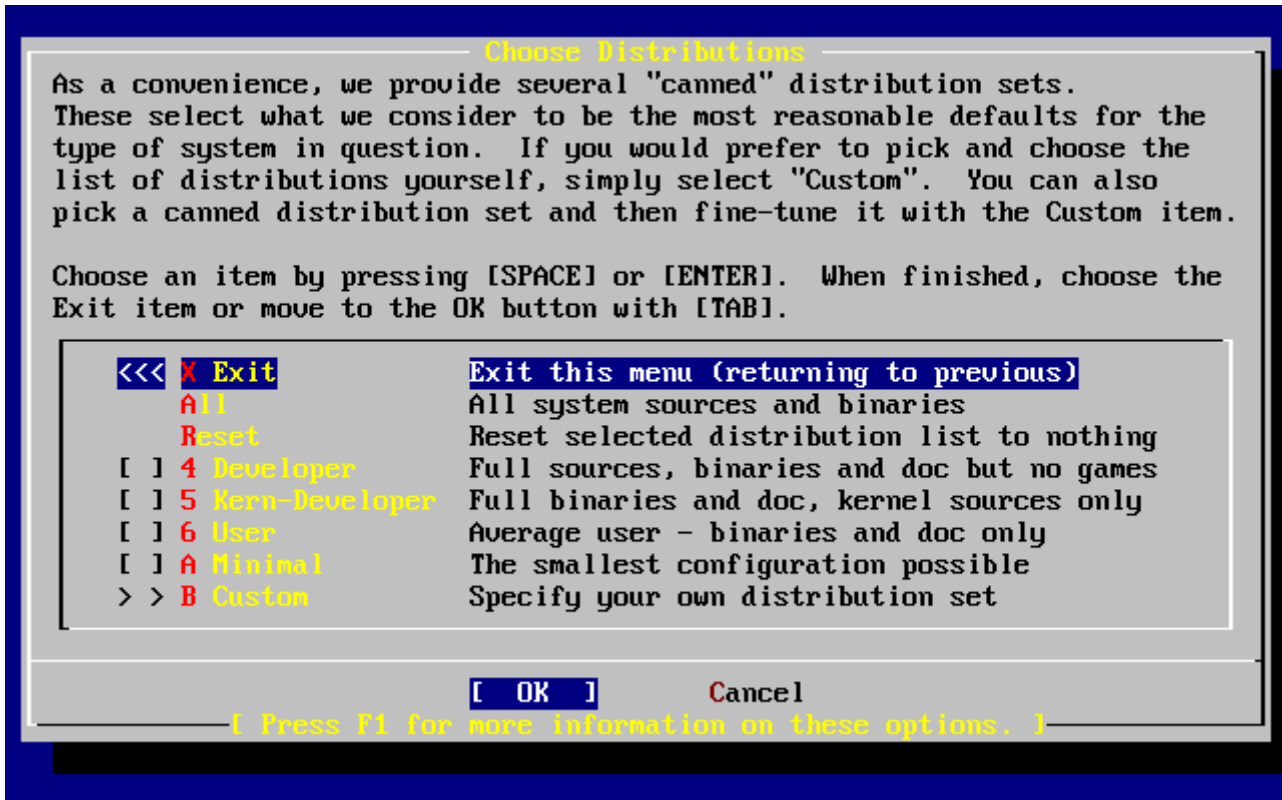 Choose Distributions
As a convenience, we provide several "canned" distribution sets.
These select what we consider to be the most reasonable defaults for the
type of system in question.  If you would prefer to pick and choose the
list of distributions yourself, simply select "Custom".  You can also
pick a canned distribution set and then fine-tune it with the Custom item.
Choose an item by pressing [SPACE] or [ENTER].  When finished, choose the
Exit item or move to the OK button with [TAB].
<<< X Exit Exit this menu (returning to previous)
All All system sources and binaries
Reset Reset selected distribution list to nothing
[ ] 4 Developer Full sources, binaries and doc but no games
[ ] 5 Kern-Developer Full binaries and doc, kernel sources only
[ ] 6 User Average user - binaries and doc only
[ ] A Minimal The smallest configuration possible
> > B Custom Specify your own distribution set
[ OK ] Cancel
[ Press F1 for more information on these options. ]